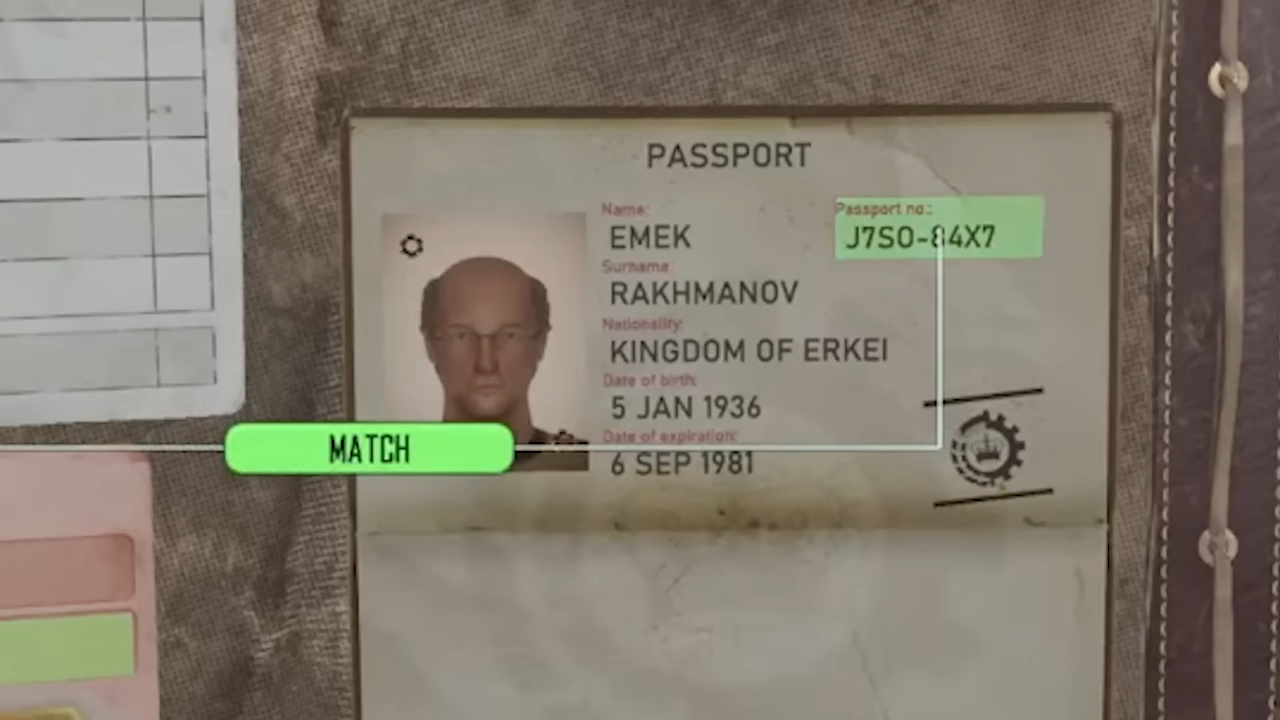 PASSPORT
Name:
EMEK
Passport no.:
J7SO-84X7
Surname:
RAKHMANOV
Nationality:
KINGDOM OF ERKEI
Date of birth:
5 JAN 1936
Date of expiration:
6 SEP 1981
MATCH